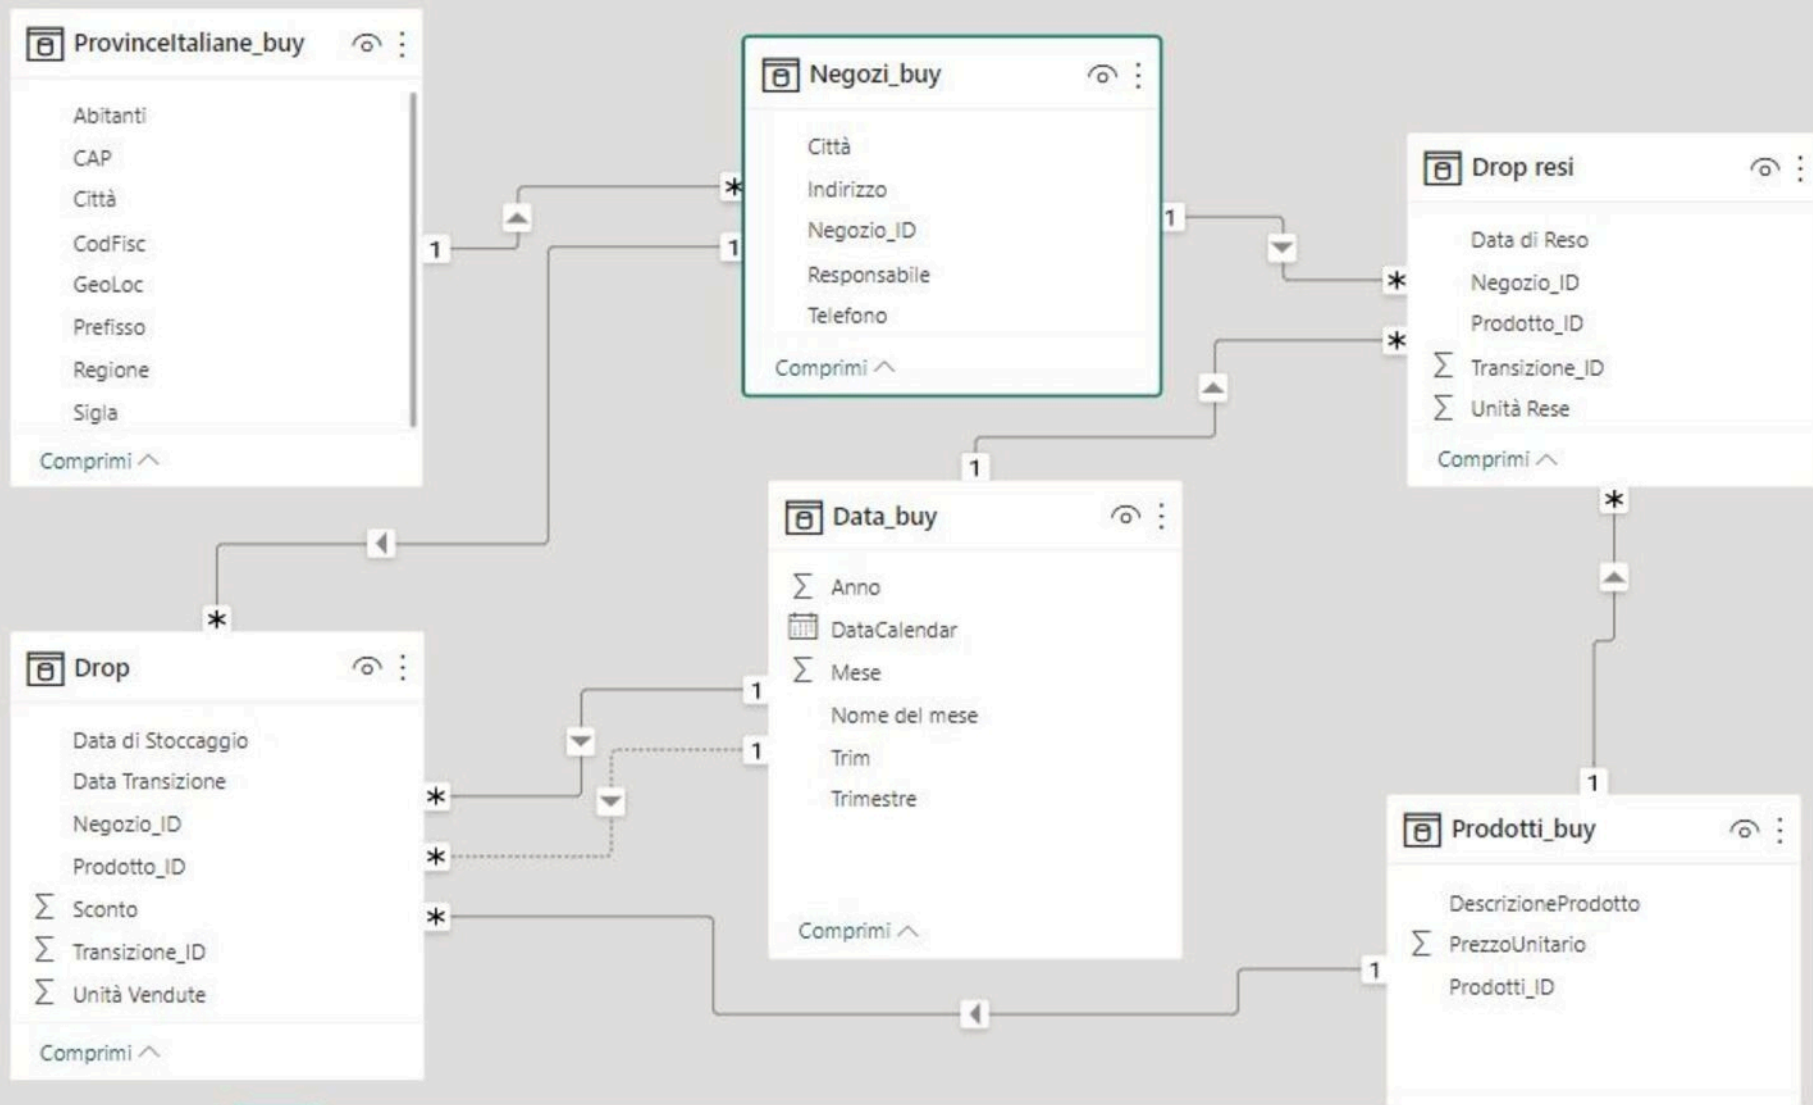 ProvinceItaliane_buy
Abitanti
CAP
Città
CodFisc
GeoLoc
Prefisso
Regione
Sigla
Comprimi
1
*
1
Negozi_buy
Città
Indirizzo
Negozio_ID
Responsabile
Telefono
Comprimi
1
*
*
1
Drop resi
Data di Reso
Negozio_ID
Prodotto_ID
Σ Transizione_ID
Σ Unità Rese
Comprimi
*
1
*
Drop
Data di Stoccaggio
Data Transizione
Negozio_ID
Prodotto_ID
Σ Sconto
Σ Transizione_ID
Σ Unità Vendute
Comprimi
*
*
*
1
1
Data_buy
Σ Anno
DataCalendar
Σ Mese
Nome del mese
Trim
Trimestre
Comprimi
1
Prodotti_buy
DescrizioneProdotto
Σ PrezzoUnitario
Prodotti_ID